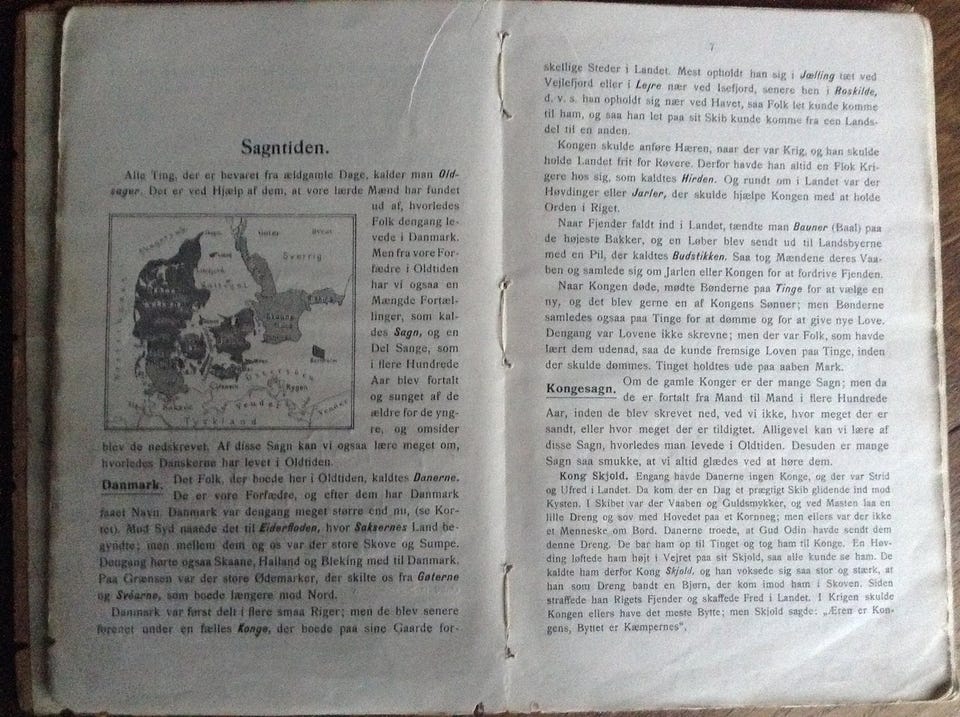 Sagntiden.
Alle Ting, der er bevaret fra ældgamle Dage, kalder man Old-
sager. Det er ved Hjælp af dem, at vore lærde Mænd har fundet
ud af, hvorledes
Folk dengang le-
vede i Danmark.
Men fra vore For-
fædre i Oldtiden
har vi ogsaa en
Mængde Fortæl-
linger, som kal-
des Sagn, og en
Del Sange, som
i flere Hundrede
Aar blev fortalt
og sunget af de
ældre for de yng-
re, og omsider
Sverrig
Kattegat
Skaane
Bornholm
Østersøen
Rygen
Vender
Vender
Sakser
Tyskland
blev de nedskrevet. Af disse Sagn kan vi ogsaa lære meget om,
hvorledes Danskerne har levet i Oldtiden.
Danmark. Det Folk, der boede her i Oldtiden, kaldtes Danerne.
De er vore Forfædre, og efter dem har Danmark
faaet Navn. Danmark var dengang meget større end nu, (se Kor-
tet). Mod Syd naaede det til Eiderfloden, hvor Saksernes Land be-
gyndte; men mellem dem og os var der store Skove og Sumpe.
Dengang hørte ogsaa Skaane, Halland og Bleking med til Danmark.
Paa Grænsen var der store Ødemarker, der skilte os fra Gøterne
og Svearne, som boede længere mod Nord.
Danmark var først delt i flere smaa Riger; men de blev senere
forenet under en fælles Konge, der boede paa sine Gaarde for-
7
skellige Steder i Landet. Mest opholdt han sig i Jælling tæt ved
Vejlefjord eller i Lejre nær ved Isefjord, senere hen i Roskilde,
d. v. s. han opholdt sig nær ved Havet, saa Folk let kunde komme
til ham, og saa han let paa sit Skib kunde komme fra een Lands-
del til en anden.
Kongen skulde anføre Hæren, naar der var Krig, og han skulde
holde Landet frit for Røvere. Derfor havde han altid en Flok Kri-
gere hos sig, som kaldtes Hirden. Og rundt om i Landet var der
Høvdinger eller Jarler, der skulde hjælpe Kongen med at holde
Orden i Riget.
Naar Fjender faldt ind i Landet, tændte man Bauner (Baal) paa
de højeste Bakker, og en Løber blev sendt ud til Landsbyerne
med en Pil, der kaldtes Budstikken. Saa tog Mændene deres Vaa-
ben og samlede sig om Jarlen eller Kongen for at fordrive Fjenden.
Naar Kongen døde, mødte Bønderne paa Tinge for at vælge en
ny, og det blev gerne en af Kongens Sønner; men Bønderne
samledes ogsaa paa Tinge for at dømme og for at give nye Love.
Dengang var Lovene ikke skrevne; men der var Folk, som havde
lært dem udenad, saa de kunde fremsige Loven paa Tinge, inden
der skulde dømmes. Tinget holdtes ude paa aaben Mark.
Kongesagn. Om de gamle Konger er der mange Sagn; men da
de er fortalt fra Mand til Mand i flere Hundrede
Aar, inden de blev skrevet ned, ved vi ikke, hvor meget der er
sandt, eller hvor meget der er tildigtet. Alligevel kan vi lære af
disse Sagn, hvorledes man levede i Oldtiden. Desuden er mange
Sagn saa smukke, at vi altid glædes ved at høre dem.
Kong Skjold. Engang havde Danerne ingen Konge, og der var Strid
og Ufred i Landet. Da kom der en Dag et prægtigt Skib glidende ind mod
Kysten. I Skibet var der Vaaben og Guldsmykker, og ved Masten laa en
lille Dreng og sov med Hovedet paa et Kornneg; men ellers var der ikke
et Menneske om Bord. Danerne troede, at Gud Odin havde sendt dem
denne Dreng. De bar ham op til Tinget og tog ham til Konge. En Høv-
ding løftede ham højt i Vejret paa sit Skjold, saa alle kunde se ham. De
kaldte ham derfor Kong Skjold, og han voksede sig saa stor og stærk, at
han som Dreng bandt en Bjørn, der kom imod ham i Skoven. Siden
straffede han Rigets Fjender og skaffede Fred i Landet. I Krigen skulde
Kongen ellers have det meste Bytte; men Skjold sagde: „Æren er Kon-
gens, Byttet er Kæmpernes“.